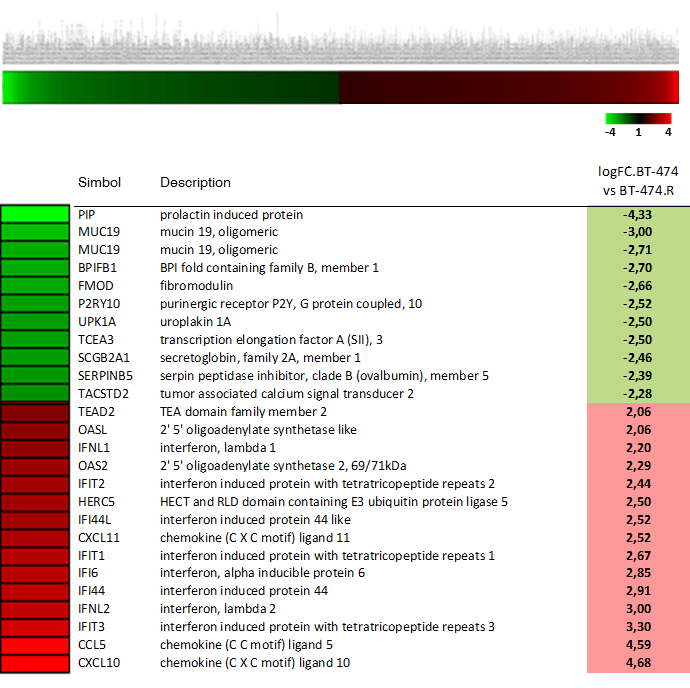 -4 1 4
logFC.BT-474
Simbol Description vs BT-474.R
PIP prolactin induced protein -4,33
MUC19 mucin 19, oligomeric -3,00
MUC19 mucin 19, oligomeric -2,71
BPIFB1 BPI fold containing family B, member 1 -2,70
FMOD fibromodulin -2,66
P2RY10 purinergic receptor P2Y, G protein coupled, 10 -2,52
UPK1A uroplakin 1A -2,50
TCEA3 transcription elongation factor A (SII), 3 -2,50
SCGB2A1 secretoglobin, family 2A, member 1 -2,46
SERPINB5 serpin peptidase inhibitor, clade B (ovalbumin), member 5 -2,39
TACSTD2 tumor associated calcium signal transducer 2 -2,28
TEAD2 TEA domain family member 2 2,06
OASL 2' 5' oligoadenylate synthetase like 2,06
IFNL1 interferon, lambda 1 2,20
OAS2 2' 5' oligoadenylate synthetase 2, 69/71kDa 2,29
IFIT2 interferon induced protein with tetratricopeptide repeats 2 2,44
HERC5 HECT and RLD domain containing E3 ubiquitin protein ligase 5 2,50
IFI44L interferon induced protein 44 like 2,52
CXCL11 chemokine (C X C motif) ligand 11 2,52
IFIT1 interferon induced protein with tetratricopeptide repeats 1 2,67
IFI6 interferon, alpha inducible protein 6 2,85
IFI44 interferon induced protein 44 2,91
IFNL2 interferon, lambda 2 3,00
IFIT3 interferon induced protein with tetratricopeptide repeats 3 3,30
CCL5 chemokine (C C motif) ligand 5 4,59
CXCL10 chemokine (C X C motif) ligand 10 4,68